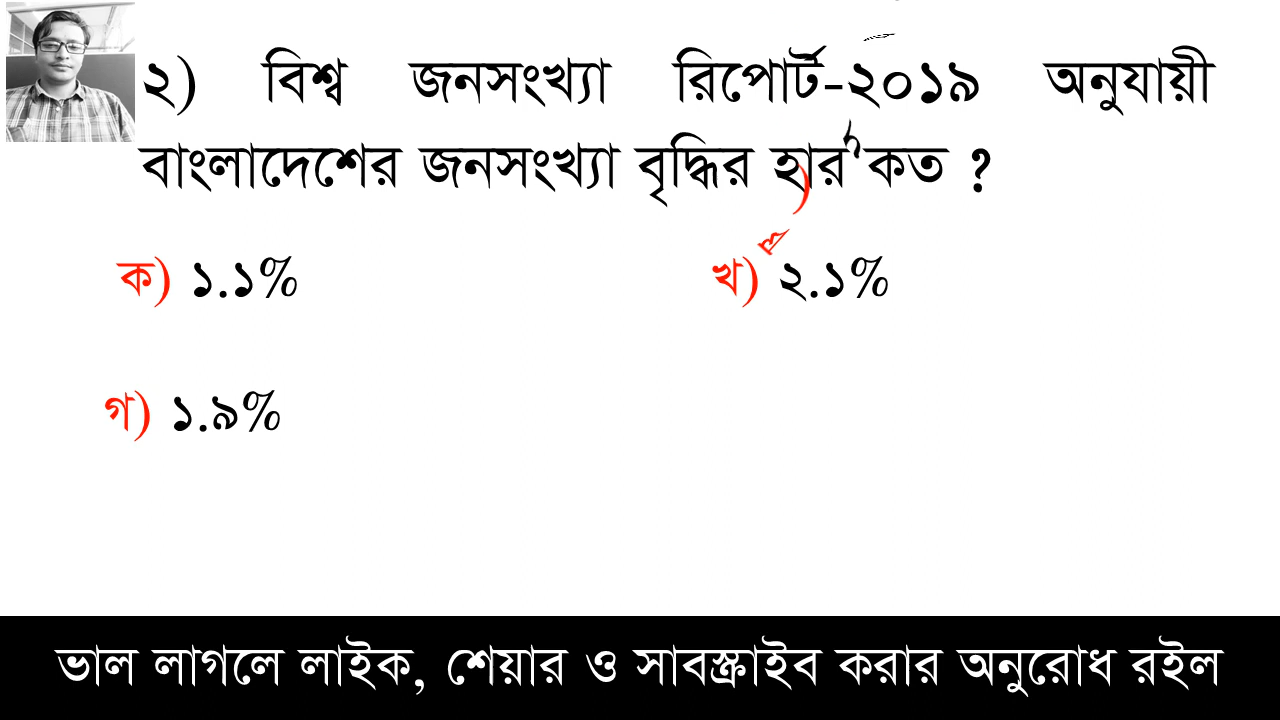 ২) বিশ্ব জনসংখ্যা রিপোর্ট-২০১৯ অনুযায়ী
বাংলাদেশের জনসংখ্যা বৃদ্ধির হার কত ?
ক) ১.১% খ) ২.১%
গ) ১.৯%
ভাল লাগলে লাইক, শেয়ার ও সাবস্ক্রাইব করার অনুরোধ রইল